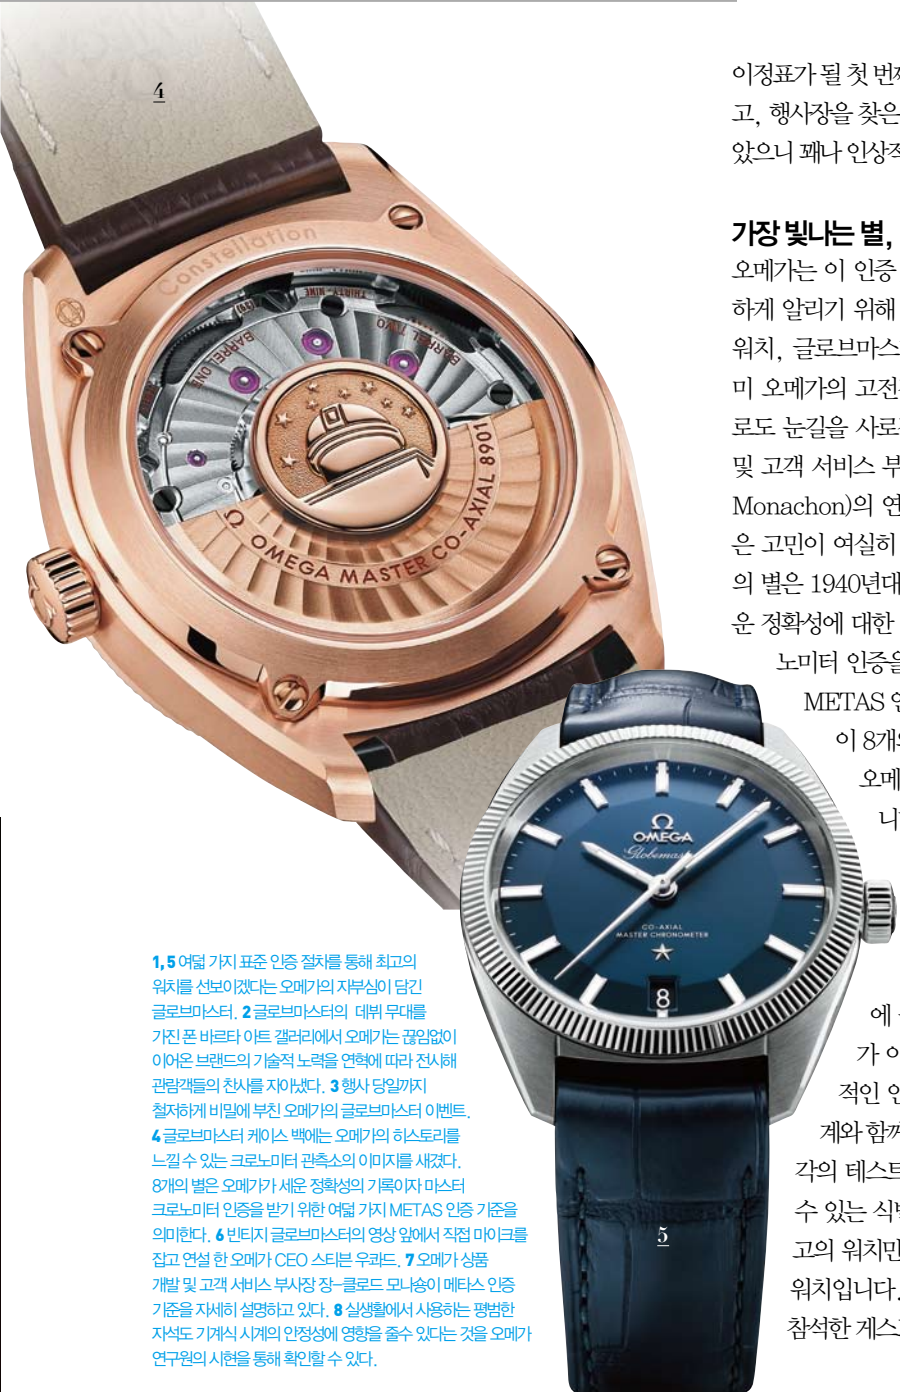 4
Constellation
THIRTY-NINE
BARREL ONE
BARREL TWO
Ω OMEGA MASTER CO-AXIAL 8901
이정표가 될 첫 번째
고, 행사장을 찾은
았으니 꽤나 인상적
가장 빛나는 별,
오메가는 이 인증
하게 알리기 위해
워치, 글로브마스
미 오메가의 고전
로도 눈길을 사로
및 고객 서비스 부
Monachon)의 연
은 고민이 여실히
의 별은 1940년대
운 정확성에 대한
노미터 인증을
METAS 인
이 8개의
오메
니
에
가 이
적인 인
계와 함께
각의 테스트
수 있는 식별
고의 워치만
워치입니다.
참석한 게스
Ω
OMEGA
Globemaster
CO-AXIAL
MASTER CHRONOMETER
8
5
1, 5 여덟 가지 표준 인증 절차를 통해 최고의
워치를 선보이겠다는 오메가의 자부심이 담긴
글로브마스터. 2 글로브마스터의 데뷔 무대를
가진 폰 바르타 아트 갤러리에서 오메가는 끊임없이
이어온 브랜드의 기술적 노력을 연혁에 따라 전시해
관람객들의 찬사를 자아냈다. 3 행사 당일까지
철저하게 비밀에 부친 오메가의 글로브마스터 이벤트.
4 글로브마스터 케이스 백에는 오메가의 히스토리를
느낄 수 있는 크로노미터 관측소의 이미지를 새겼다.
8개의 별은 오메가가 세운 정확성의 기록이자 마스터
크로노미터 인증을 받기 위한 여덟 가지 METAS 인증 기준을
의미한다. 6 빈티지 글로브마스터의 영상 앞에서 직접 마이크를
잡고 연설 한 오메가 CEO 스티븐 우콰드. 7 오메가 상품
개발 및 고객 서비스 부사장 장-클로드 모나숑이 메타스 인증
기준을 자세히 설명하고 있다. 8 실생활에서 사용하는 평범한
자석도 기계식 시계의 안정성에 영향을 줄수 있다는 것을 오메가
연구원의 시현을 통해 확인할 수 있다.